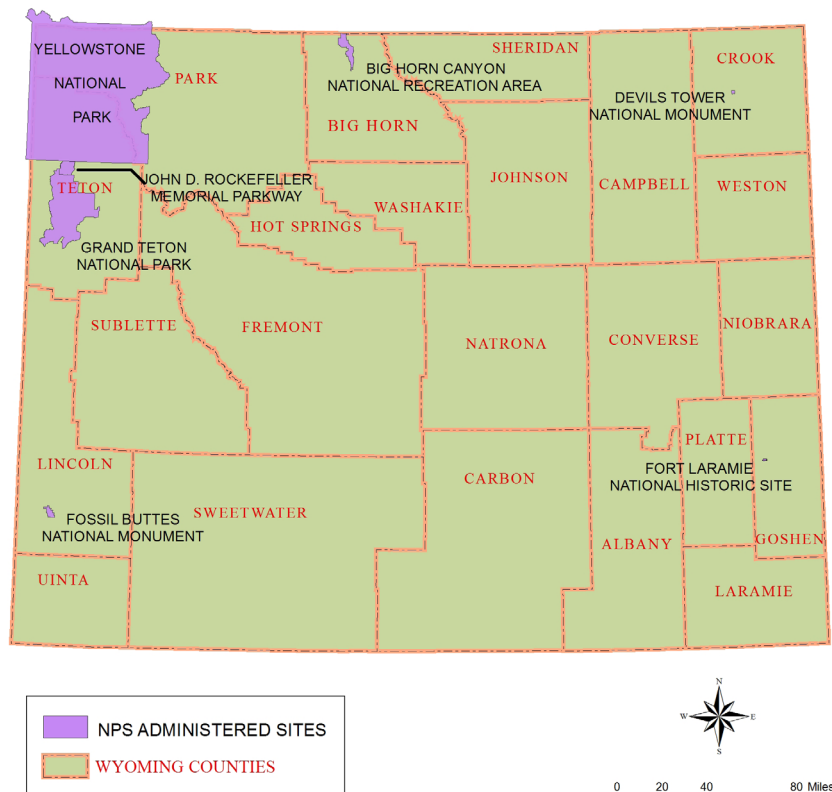 YELLOWSTONE
NATIONAL
PARK
PARK
SHERIDAN
BIG HORN CANYON
NATIONAL RECREATION AREA
CROOK
DEVILS TOWER
NATIONAL MONUMENT
BIG HORN
JOHN D. ROCKEFELLER
MEMORIAL PARKWAY
TETON
JOHNSON
CAMPBELL
WESTON
WASHAKIE
HOT SPRINGS
GRAND TETON
NATIONAL PARK
SUBLETTE
FREMONT
NATRONA
CONVERSE
NIOBRARA
LINCOLN
PLATTE
FORT LARAMIE
NATIONAL HISTORIC SITE
CARBON
SWEETWATER
FOSSIL BUTTES
NATIONAL MONUMENT
ALBANY
GOSHEN
UINTA
LARAMIE
NPS ADMINISTERED SITES
WYOMING COUNTIES
N
W E
S
0 20 40 80 Miles